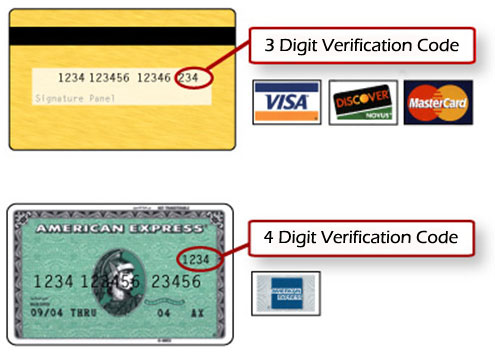 3 Digit Verification Code
1234 123456 12346 234
Signature Panel
VISA
DISCOVER
NOVUS
MasterCard
AMERICAN EXPRESS
4 Digit Verification Code
1234
1234 123456 23456
09/04 THRU 04 AX
AMERICAN
EXPRESS